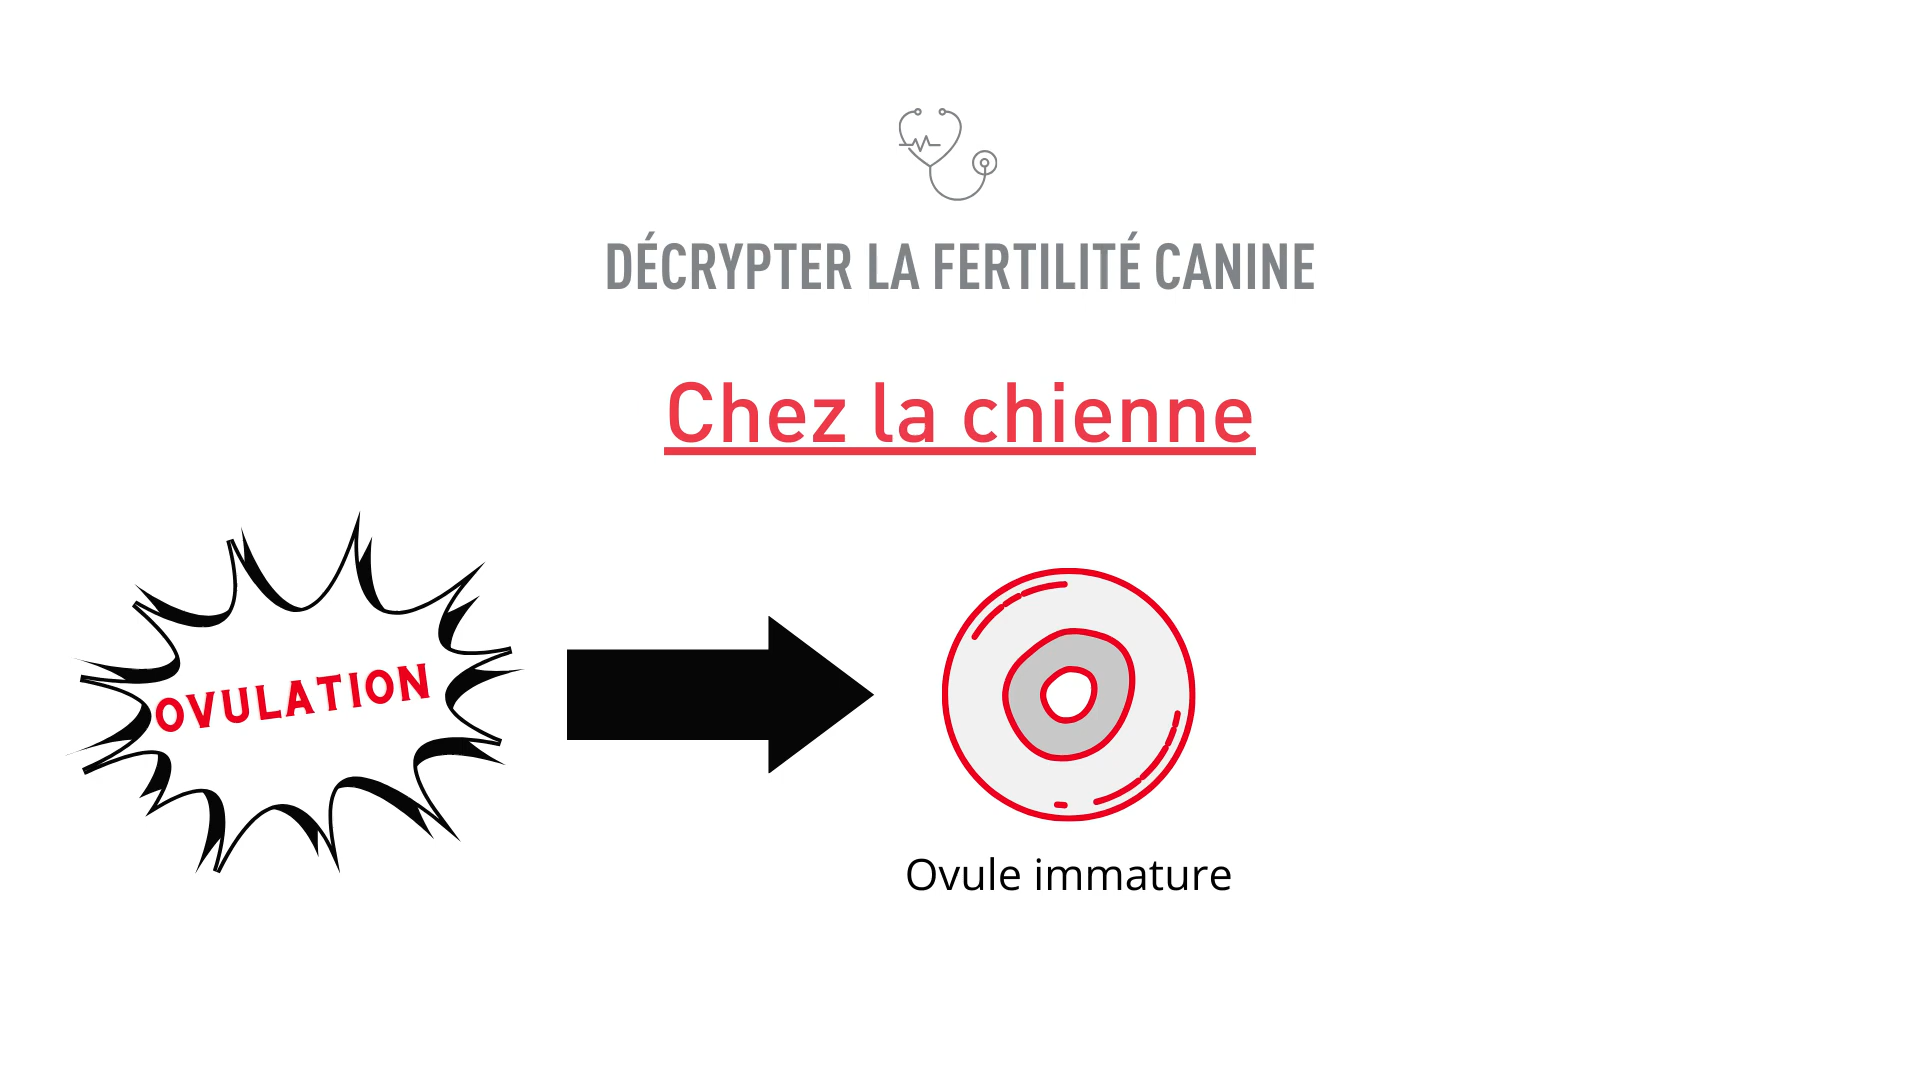 DÉCRYPTER LA FERTILITÉ CANINE
Chez la chienne
OVULATION
Ovule immature